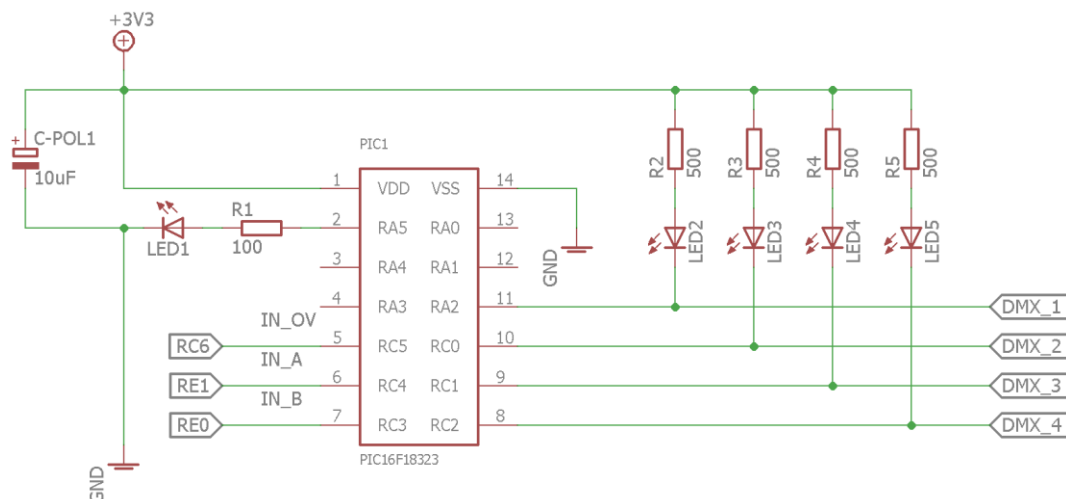 +3V3
+
C-POL1
10uF
PIC1
R2
500
R3
500
R4
500
R5
500
1
VDD
VSS
14
R1
100
LED1
2
RA5
RA0
13
LED2
LED3
LED4
LED5
3
RA4
RA1
12
GND
4
RA3
RA2
11
DMX_1
IN_OV
RC6
5
RC5
RC0
10
DMX_2
IN_A
RE1
6
RC4
RC1
9
DMX_3
IN_B
RE0
7
RC3
RC2
8
DMX_4
PIC16F18323
GND